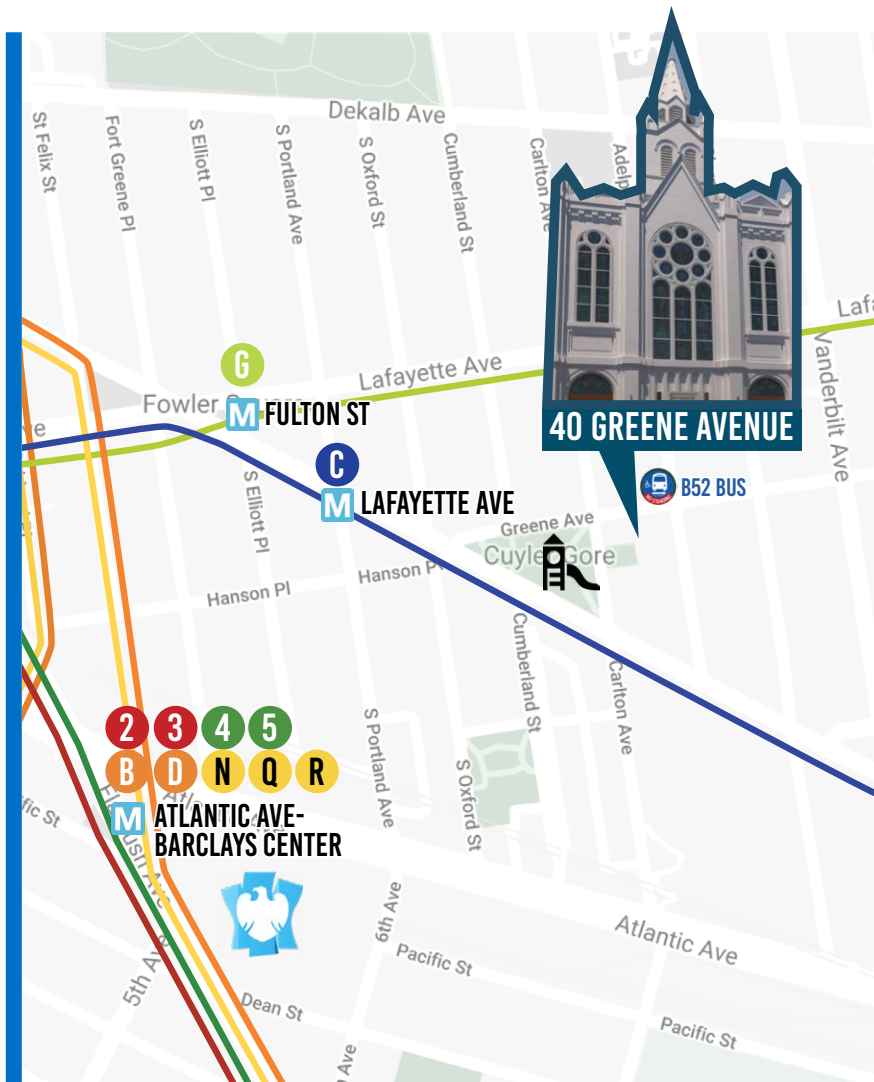 Dekalb Ave
St Felix St
Fort Greene Pl
S Elliott Pl
S Portland Ave
S Oxford St
Cumberland St
Carlton Ave
Vanderbilt Ave
G
Lafayette Ave
Fowler
M FULTON ST
40 GREENE AVENUE
C
M LAFAYETTE AVE
B52 BUS
S Elliott Pl
Greene Ave
Cuyler Gore
Hanson Pl
Hanson Pl
Cumberland St
Carlton Ave
S Portland Ave
S Oxford St
2 3 4 5
B D N Q R
M ATLANTIC AVE-
BARCLAYS CENTER
Atlantic Ave
6th Ave
5th Ave
Pacific St
Dean St
Pacific St